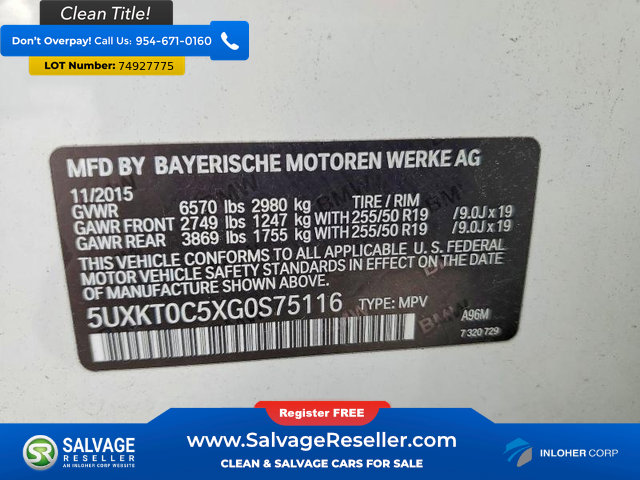 Clean Title!
Don't Overpay! Call Us: 954-671-0160
LOT Number: 74927775
MFD BY BAYERISCHE MOTOREN WERKE AG
11/2015
GVWR 6570 lbs 2980 kg TIRE / RIM
GAWR FRONT 2749 lbs 1247 kg WITH 255/50 R19 /9.0J x 19
GAWR REAR 3869 lbs 1755 kg WITH 255/50 R19 /9.0J x 19
THIS VEHICLE CONFORMS TO ALL APPLICABLE U. S. FEDERAL
MOTOR VEHICLE SAFETY STANDARDS IN EFFECT ON THE DATE
OF MANUFACTURE SHOWN ABOVE.
5UXKT0C5XG0S75116 TYPE: MPV
A96M
7 320 729
BMW
BMW
BMW
BMW
Register FREE
SALVAGE
RESELLER
AN INLOHER CORP WEBSITE
www.SalvageReseller.com
CLEAN & SALVAGE CARS FOR SALE
INLOHER CORP